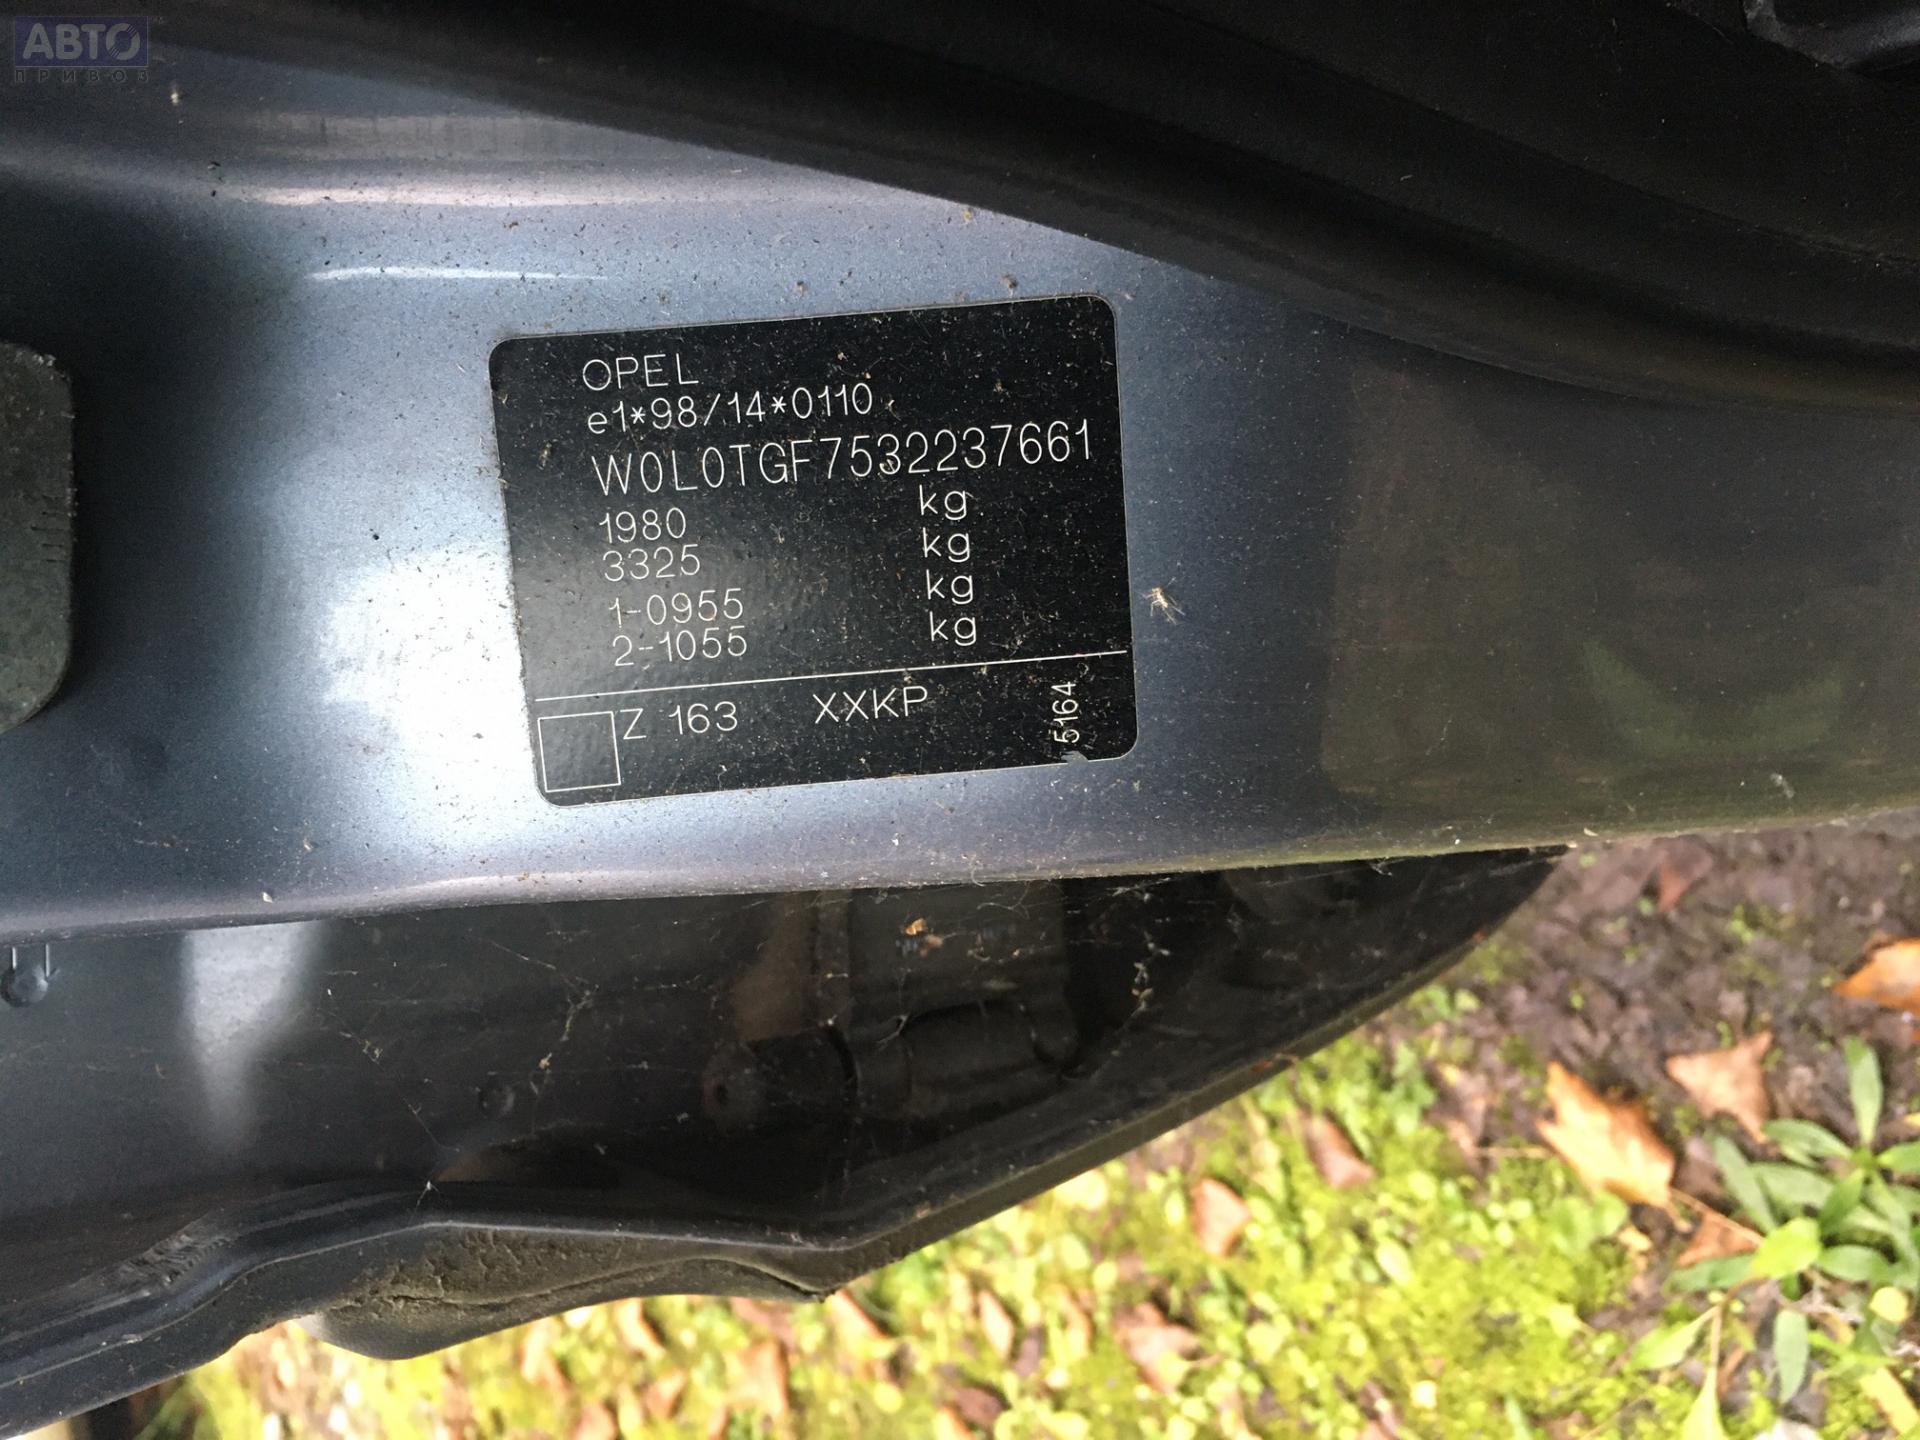 АВТО
ПРИВОЗ
OPEL
e1*98/14*0110
W0L0TGF7532237661
1980 kg
3325 kg
1-0955 kg
2-1055 kg
Z 163 XXKP
5164